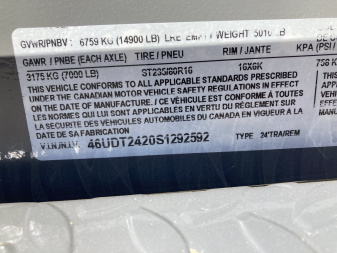 GVWR/PNBV: 6759 KG (14900 LB) EMPTY WEIGHT 5010 LB
DE
GAWR / PNBE (EACH AXLE) TIRE / PNEU RIM / JANTE KPA (PSI /
3175 KG (7000 LB) ST235/80R16 16X6K
THIS VEHICLE CONFORMS TO ALL APPLICABLE STANDARDS PRESCRIBED
UNDER THE CANADIAN MOTOR VEHICLE SAFETY REGULATIONS IN
EFFECT ON THE DATE OF MANUFACTURE / CE VÉHICULE EST CONFORME À
TOUTES LES NORMES QUI LUI SONT APPLICABLES EN VERTU DU RÈGLEMENT
SUR LA SÉCURITÉ DES VÉHICULES AUTOMOBILES DU CANADA EN VIGUEUR À
LA DATE DE SA FABRICATION
V.I.N./N.I.V. 46UDT2420S1292592 TYPE 24'TRA/REM